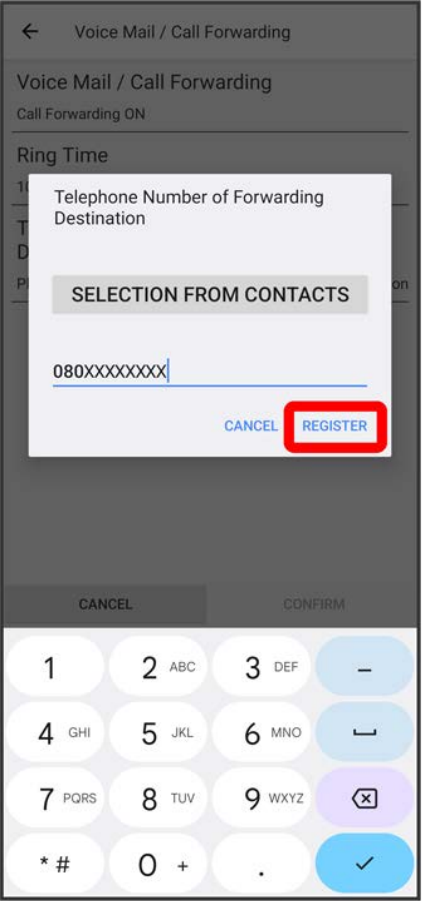 Voice Mail / Call Forwarding
Voice Mail / Call Forwarding
Call Forwarding ON
Ring Time
10
Telephone Number of Forwarding
Destination
T
D
P
on
SELECTION FROM CONTACTS
080XXXXXXXX
CANCEL REGISTER
CANCEL CONFIRM
1 2 ABC 3 DEF –
4 GHI 5 JKL 6 MNO
7 PQRS 8 TUV 9 WXYZ
* # 0 + .